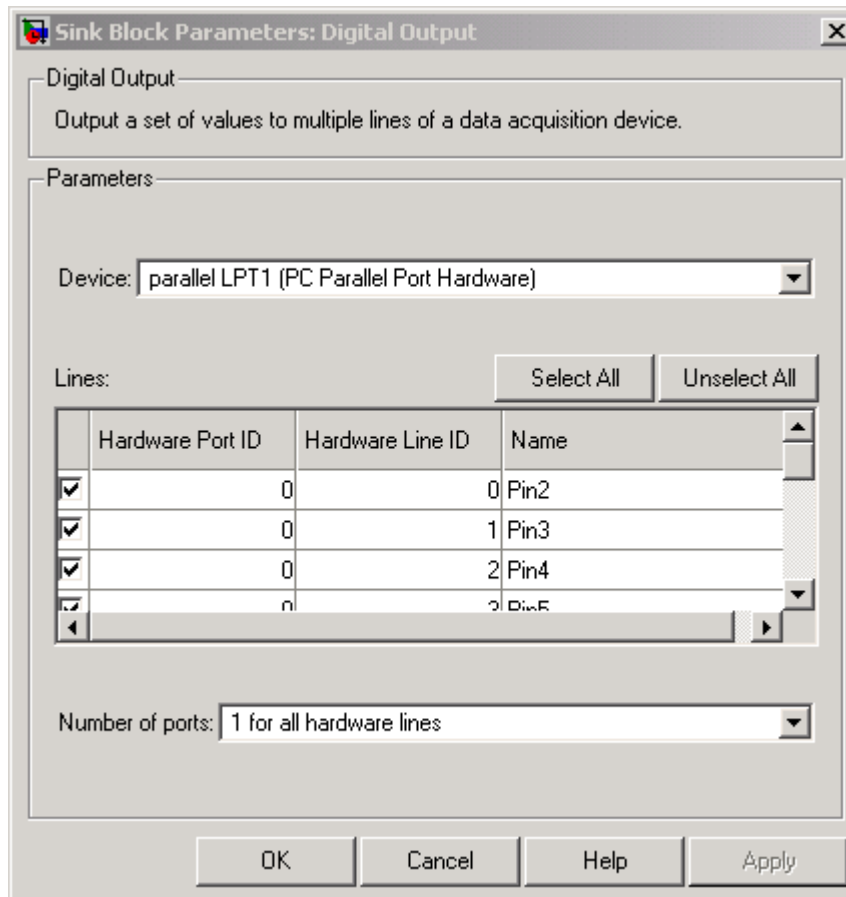 Sink Block Parameters: Digital Output
Digital Output
Output a set of values to multiple lines of a data acquisition device.
Parameters
Device: parallel LPT1 (PC Parallel Port Hardware)
Lines: Select All Unselect All
Hardware Port ID Hardware Line ID Name
0 0 Pin2
0 1 Pin3
0 2 Pin4
0 3 Pin5
Number of ports: 1 for all hardware lines
OK Cancel Help Apply